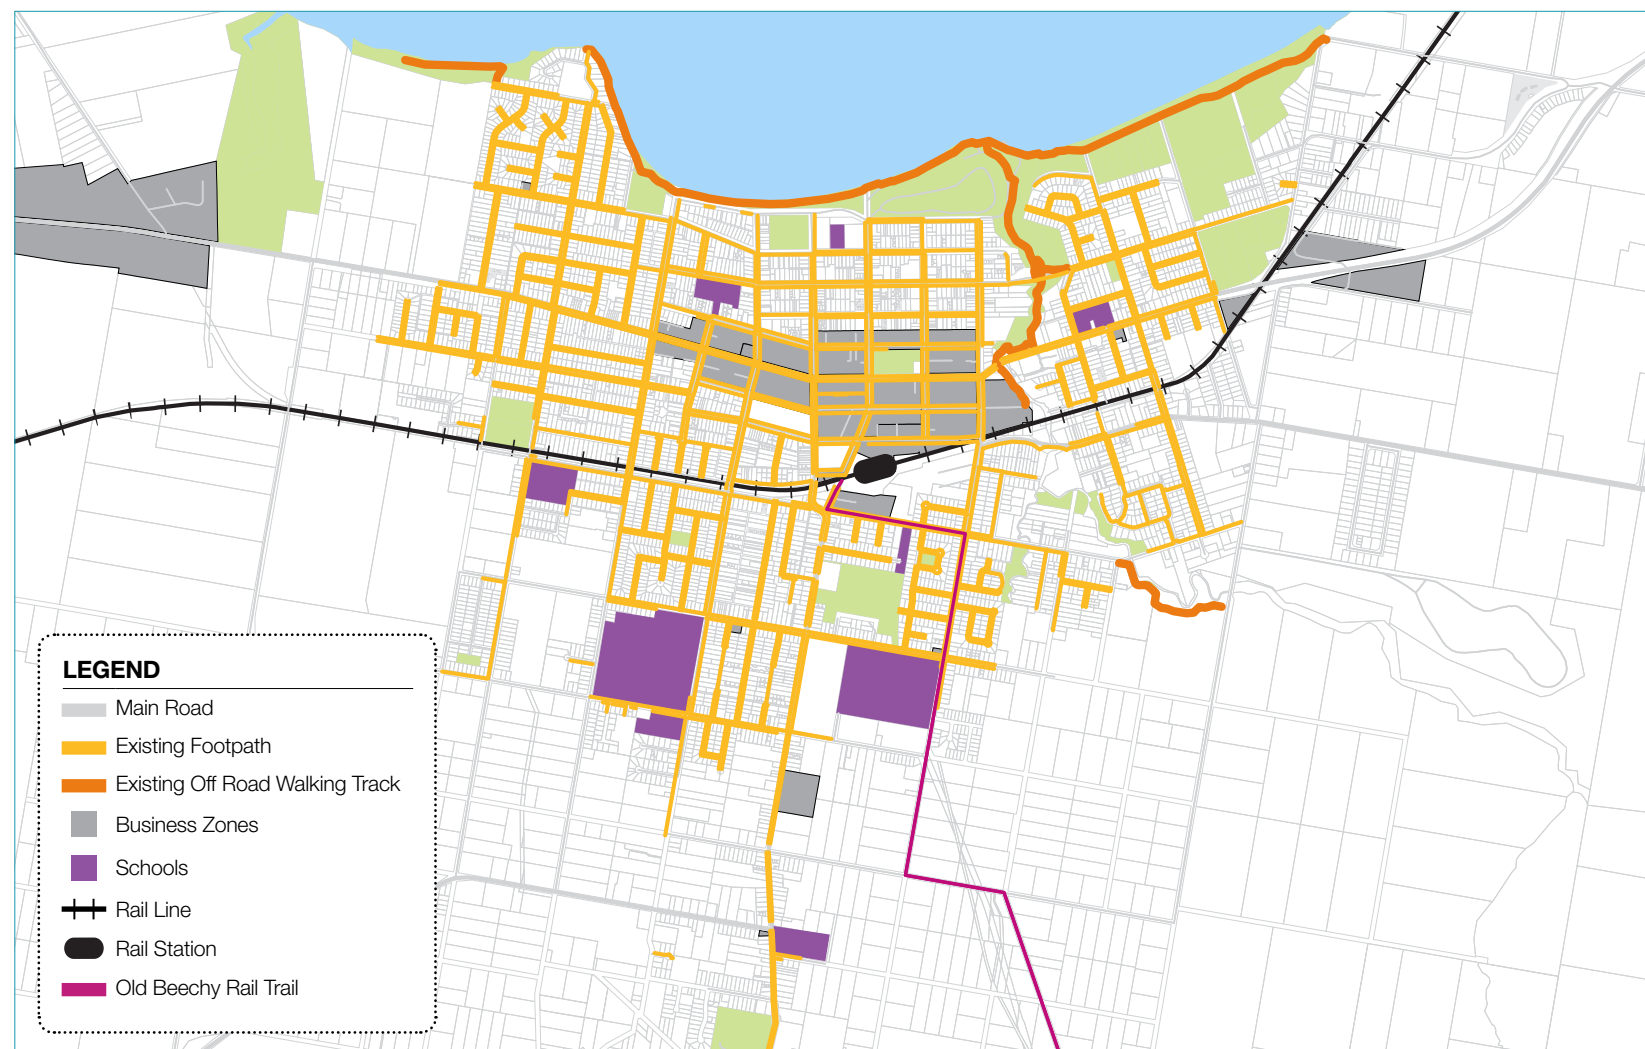 LEGEND
Main Road
Existing Footpath
Existing Off Road Walking Track
Business Zones
Schools
Rail Line
Rail Station
Old Beechy Rail Trail